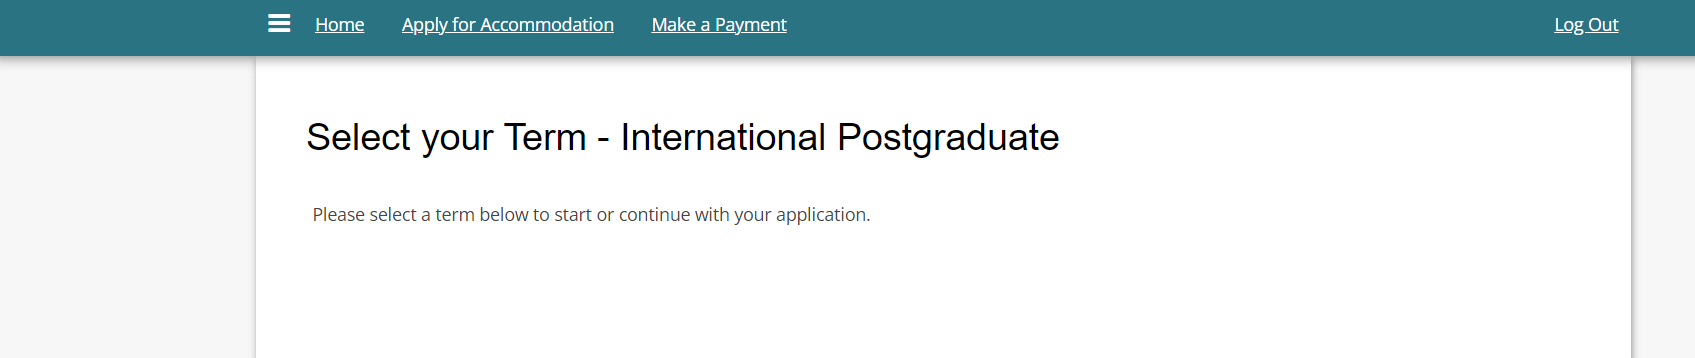 Home Apply for Accommodation Make a Payment Log Out
Select your Term - International Postgraduate
Please select a term below to start or continue with your application.